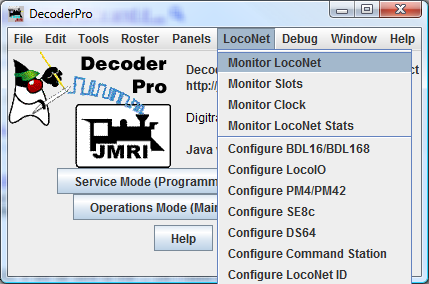 DecoderPro
File Edit Tools Roster Panels LocoNet Debug Window Help
Decoder
Pro
JMRI
http:/
Digitra
Java
Service Mode (Programm
Operations Mode (Main
Help
Monitor LocoNet
Monitor Slots
Monitor Clock
Monitor LocoNet Stats
Configure BDL16/BDL168
Configure LocoIO
Configure PM4/PM42
Configure SE8c
Configure DS64
Configure Command Station
Configure LocoNet ID